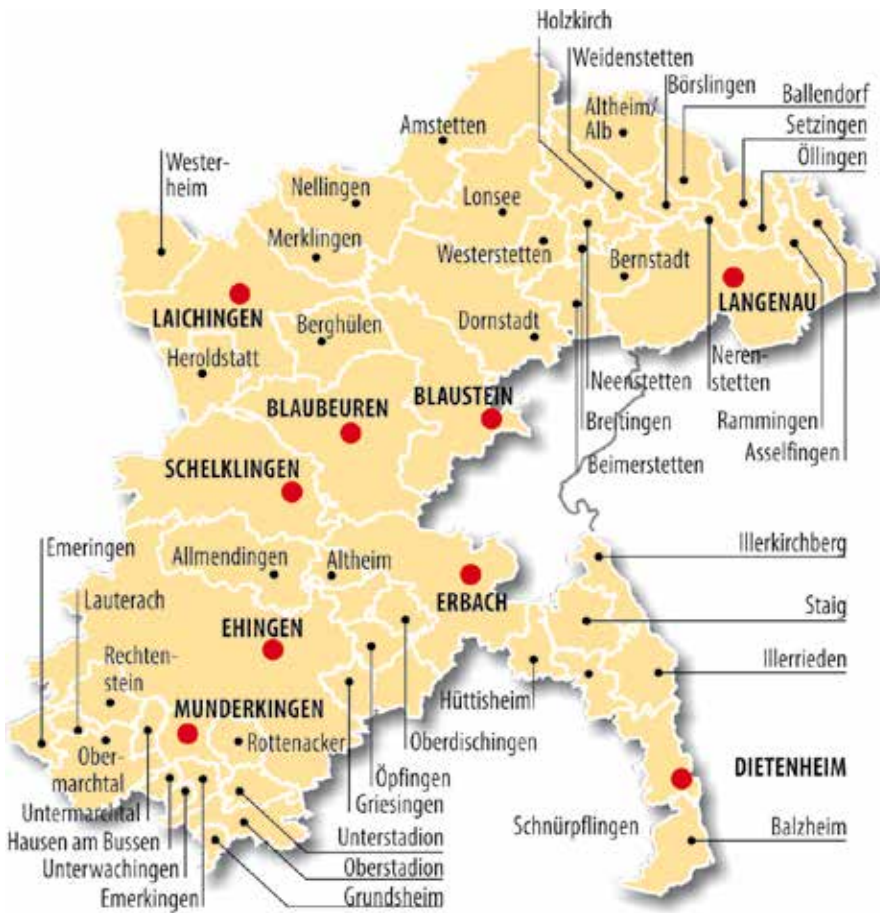 Holzkirch
Weidenstetten
Börslingen
Altheim/
Alb
Ballendorf
Setzingen
Öllingen
Amstetten
Wester-
heim
Nellingen
Lonsee
Merklingen
Westerstetten
Bernstadt
LAICHINGEN
LANGENAU
Berghülen
Dornstadt
Heroldstatt
Neenstetten
Neren-
stetten
BLAUBEUREN
BLAUSTEIN
Breitingen
Rammingen
Asselfingen
Beimerstetten
SCHELKLINGEN
Emeringen
Allmendingen
Altheim
Illerkirchberg
Lauterach
ERBACH
Staig
EHINGEN
Rechten-
stein
Illerrieden
Hüttisheim
MUNDERKINGEN
Rottenacker
Oberdischingen
Ober-
marchtal
Öpfingen
DIETENHEIM
Untermarchtal
Griesingen
Hausen am Bussen
Unterstadion
Schnürpflingen
Balzheim
Unterwachingen
Oberstadion
Emerkingen
Grundsheim